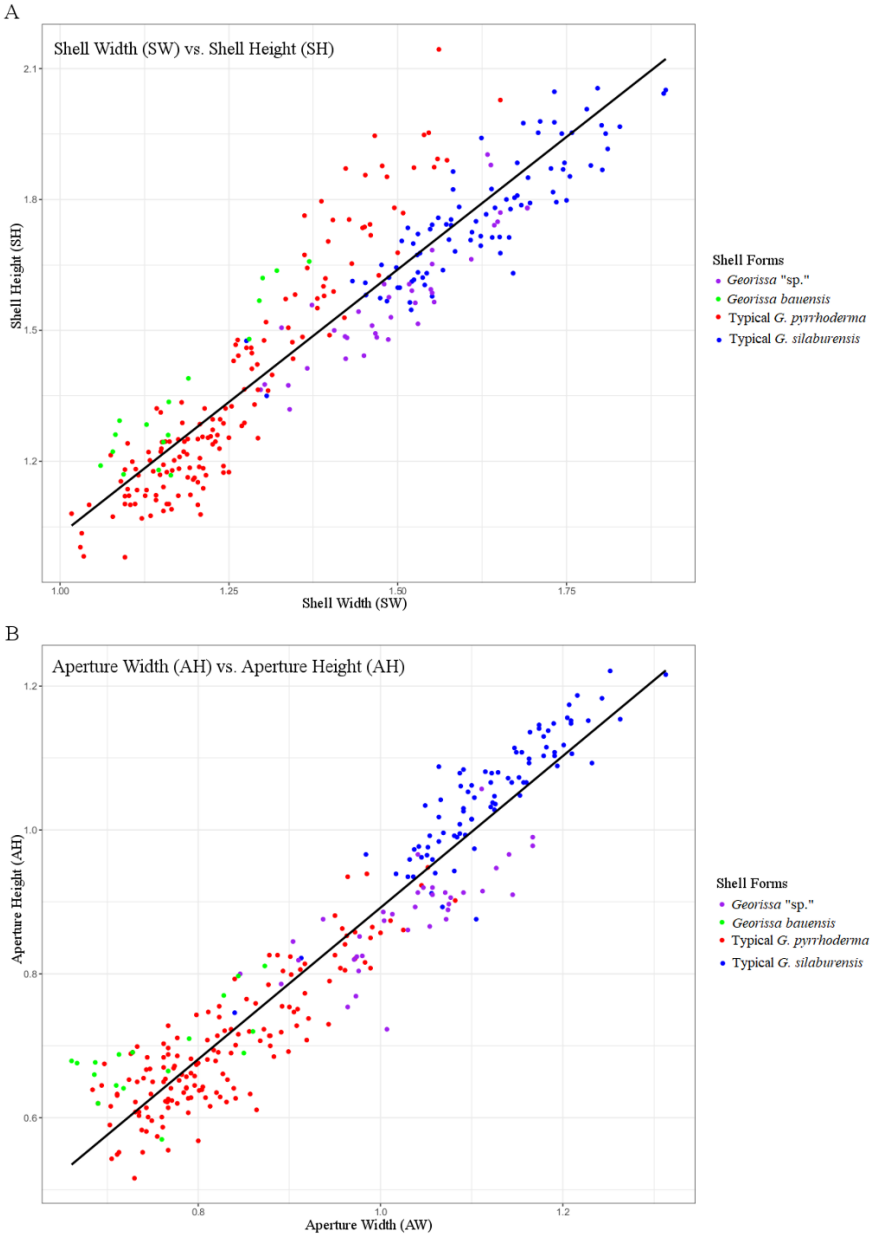 A
Shell Width (SW) vs. Shell Height (SH)
2.1
1.8
1.5
1.2
Shell Height (SH)
1.00
1.25
1.50
1.75
Shell Width (SW)
Shell Forms
Georissa "sp."
Georissa bauensis
Typical G. pyrrhoderma
Typical G. silaburensis
B
Aperture Width (AH) vs. Aperture Height (AH)
1.2
1.0
0.8
0.6
Aperture Height (AH)
0.8
1.0
1.2
Aperture Width (AW)
Shell Forms
Georissa "sp."
Georissa bauensis
Typical G. pyrrhoderma
Typical G. silaburensis